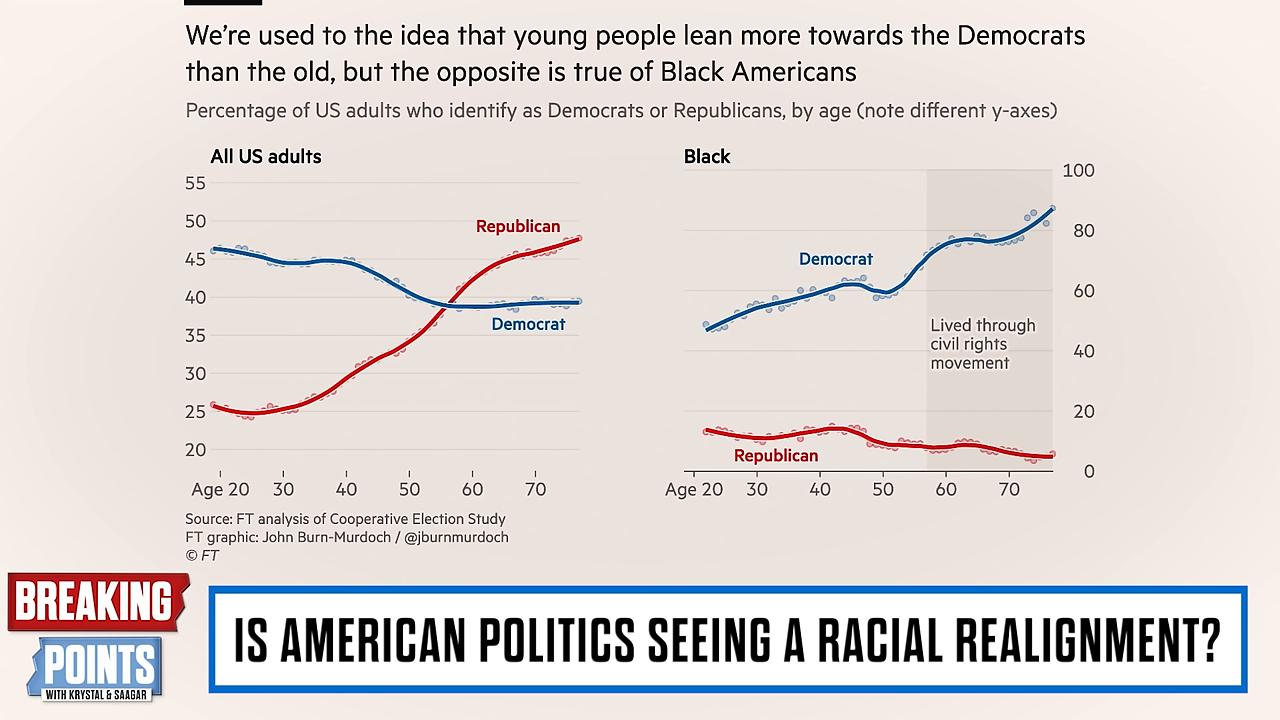 We're used to the idea that young people lean more towards the Democrats
than the old, but the opposite is true of Black Americans
Percentage of US adults who identify as Democrats or Republicans, by age (note different y-axes)
All US adults
55
50
45
40
35
30
25
20
Republican
Democrat
Age 20 30 40 50 60 70
Black
100
80
60
40
20
0
Democrat
Lived through
civil rights
movement
Republican
Age 20 30 40 50 60 70
Source: FT analysis of Cooperative Election Study
FT graphic: John Burn-Murdoch / @jburnmurdoch
© FT
BREAKING
POINTS
WITH KRYSTAL & SAAGAR
IS AMERICAN POLITICS SEEING A RACIAL REALIGNMENT?